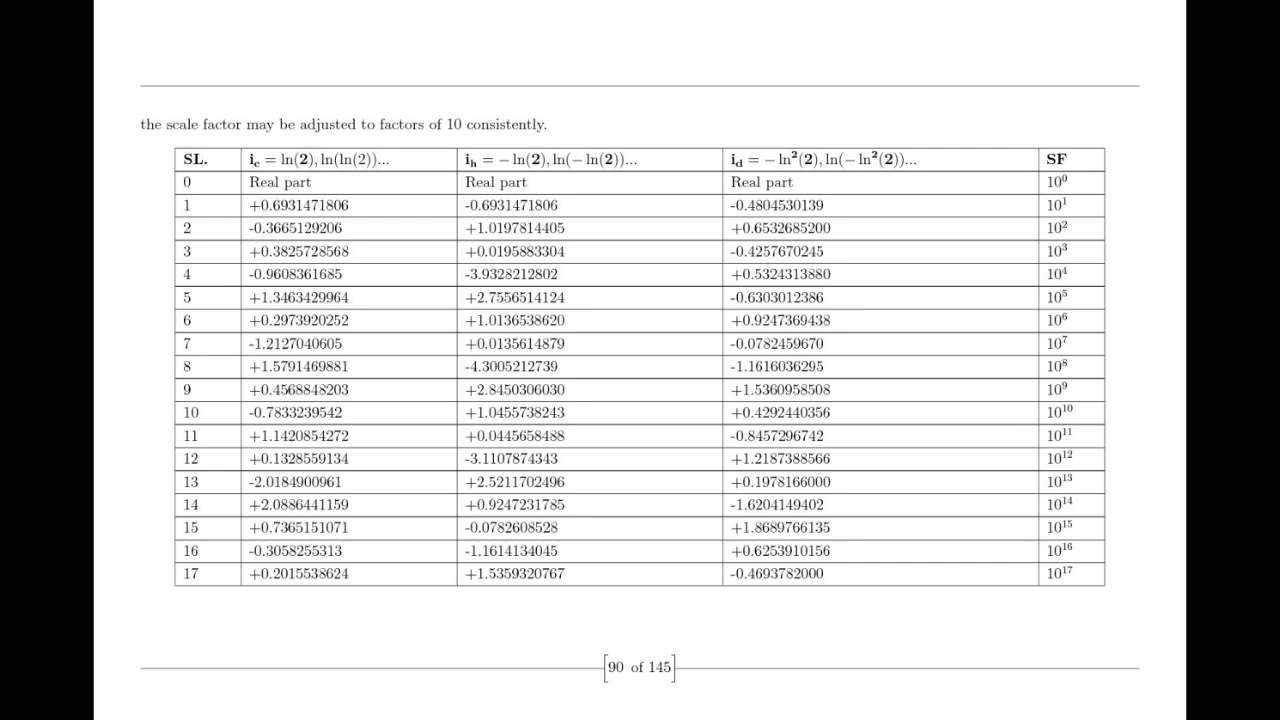 the scale factor may be adjusted to factors of 10 consistently.
SL. i_c = ln(2), ln(ln(2))... i_h = − ln(2), ln(− ln(2))... i_d = − ln²(2), ln(− ln²(2))... SF
0 Real part Real part Real part 10⁰
1 +0.6931471806 -0.6931471806 -0.4804530139 10¹
2 -0.3665129206 +1.0197814405 +0.6532685200 10²
3 +0.3825728568 +0.0195883304 -0.4257670245 10³
4 -0.9608361685 -3.9328212802 +0.5324313880 10⁴
5 +1.3463429964 +2.7556514124 -0.6303012386 10⁵
6 +0.2973920252 +1.0136538620 +0.9247369438 10⁶
7 -1.2127040605 +0.0135614879 -0.0782459670 10⁷
8 +1.5791469881 -4.3005212739 -1.1616036295 10⁸
9 +0.4568848203 +2.8450306030 +1.5360958508 10⁹
10 -0.7833239542 +1.0455738243 +0.4292440356 10¹⁰
11 +1.1420854272 +0.0445658488 -0.8457296742 10¹¹
12 +0.1328559134 -3.1107874343 +1.2187388566 10¹²
13 -2.0184900961 +2.5211702496 +0.1978166000 10¹³
14 +2.0886441159 +0.9247231785 -1.6204149402 10¹⁴
15 +0.7365151071 -0.0782608528 +1.8689766135 10¹⁵
16 -0.3058255313 -1.1614134045 +0.6253910156 10¹⁶
17 +0.2015538624 +1.5359320767 -0.4693782000 10¹⁷
[90 of 145]